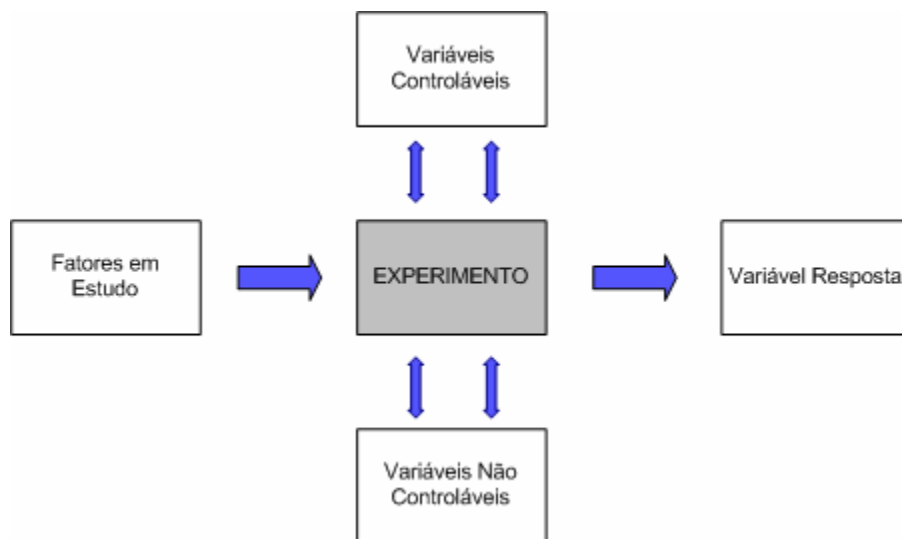 Variáveis
Controláveis
Fatores em
Estudo
EXPERIMENTO
Variável Resposta
Variáveis Não
Controláveis